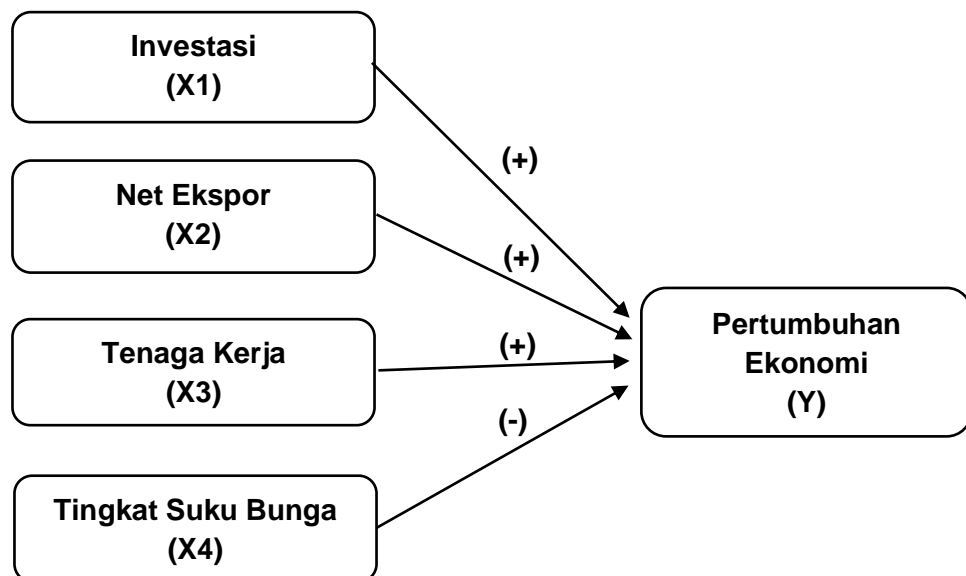 Investasi
(X1)
(+)
Net Ekspor
(X2)
(+)
Tenaga Kerja
(X3)
(+)
Tingkat Suku Bunga
(X4)
(-)
Pertumbuhan
Ekonomi
(Y)